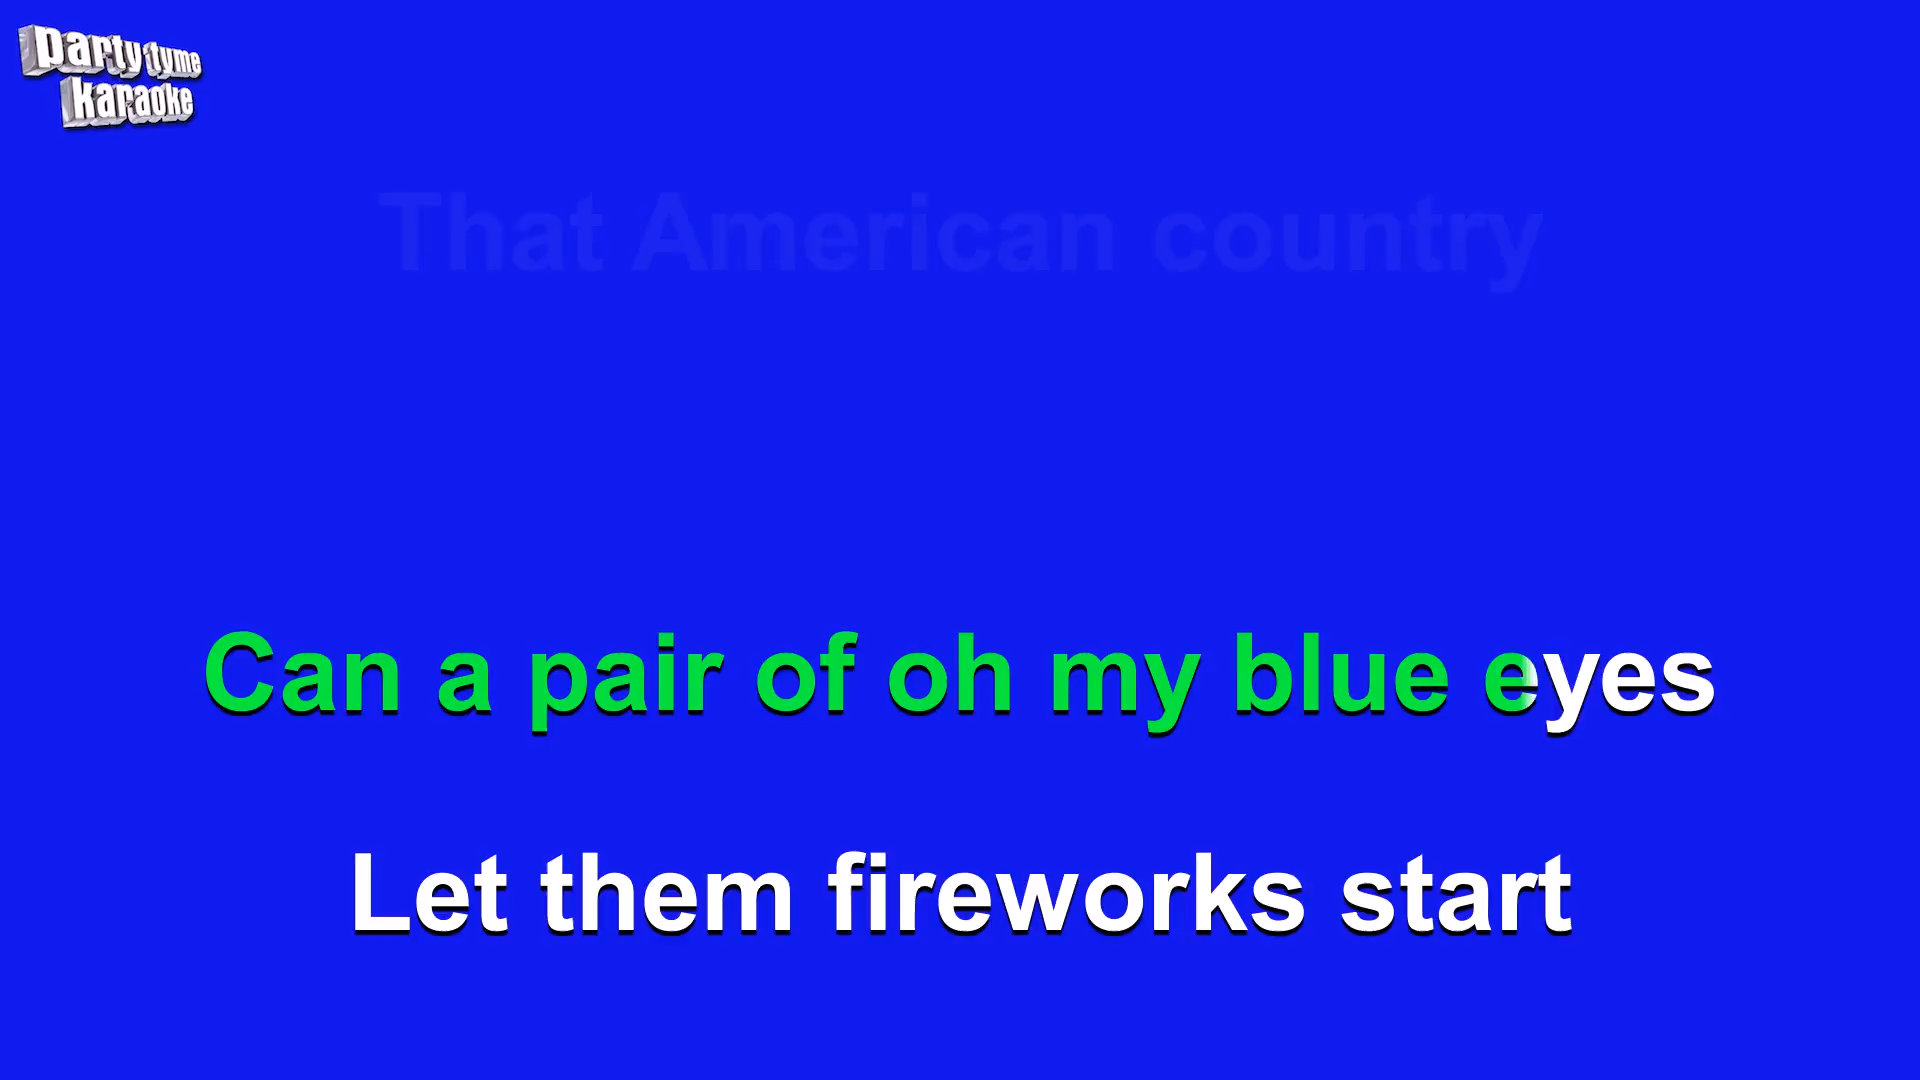 party tyme
karaoke
That American country
Can a pair of oh my blue eyes
Let them fireworks start